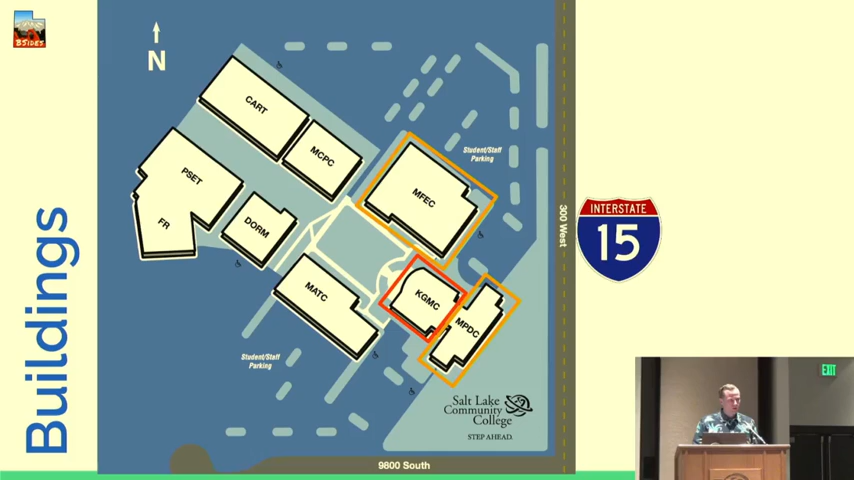 BSIDES
N
CART
MCPC
PSET
FR
DORM
MATC
MFEC
KGMC
MPDC
Student/Staff
Parking
Student/Staff
Parking
300 West
INTERSTATE
15
Buildings
Salt Lake
Community
College
STEP AHEAD.
9800 South
EXIT